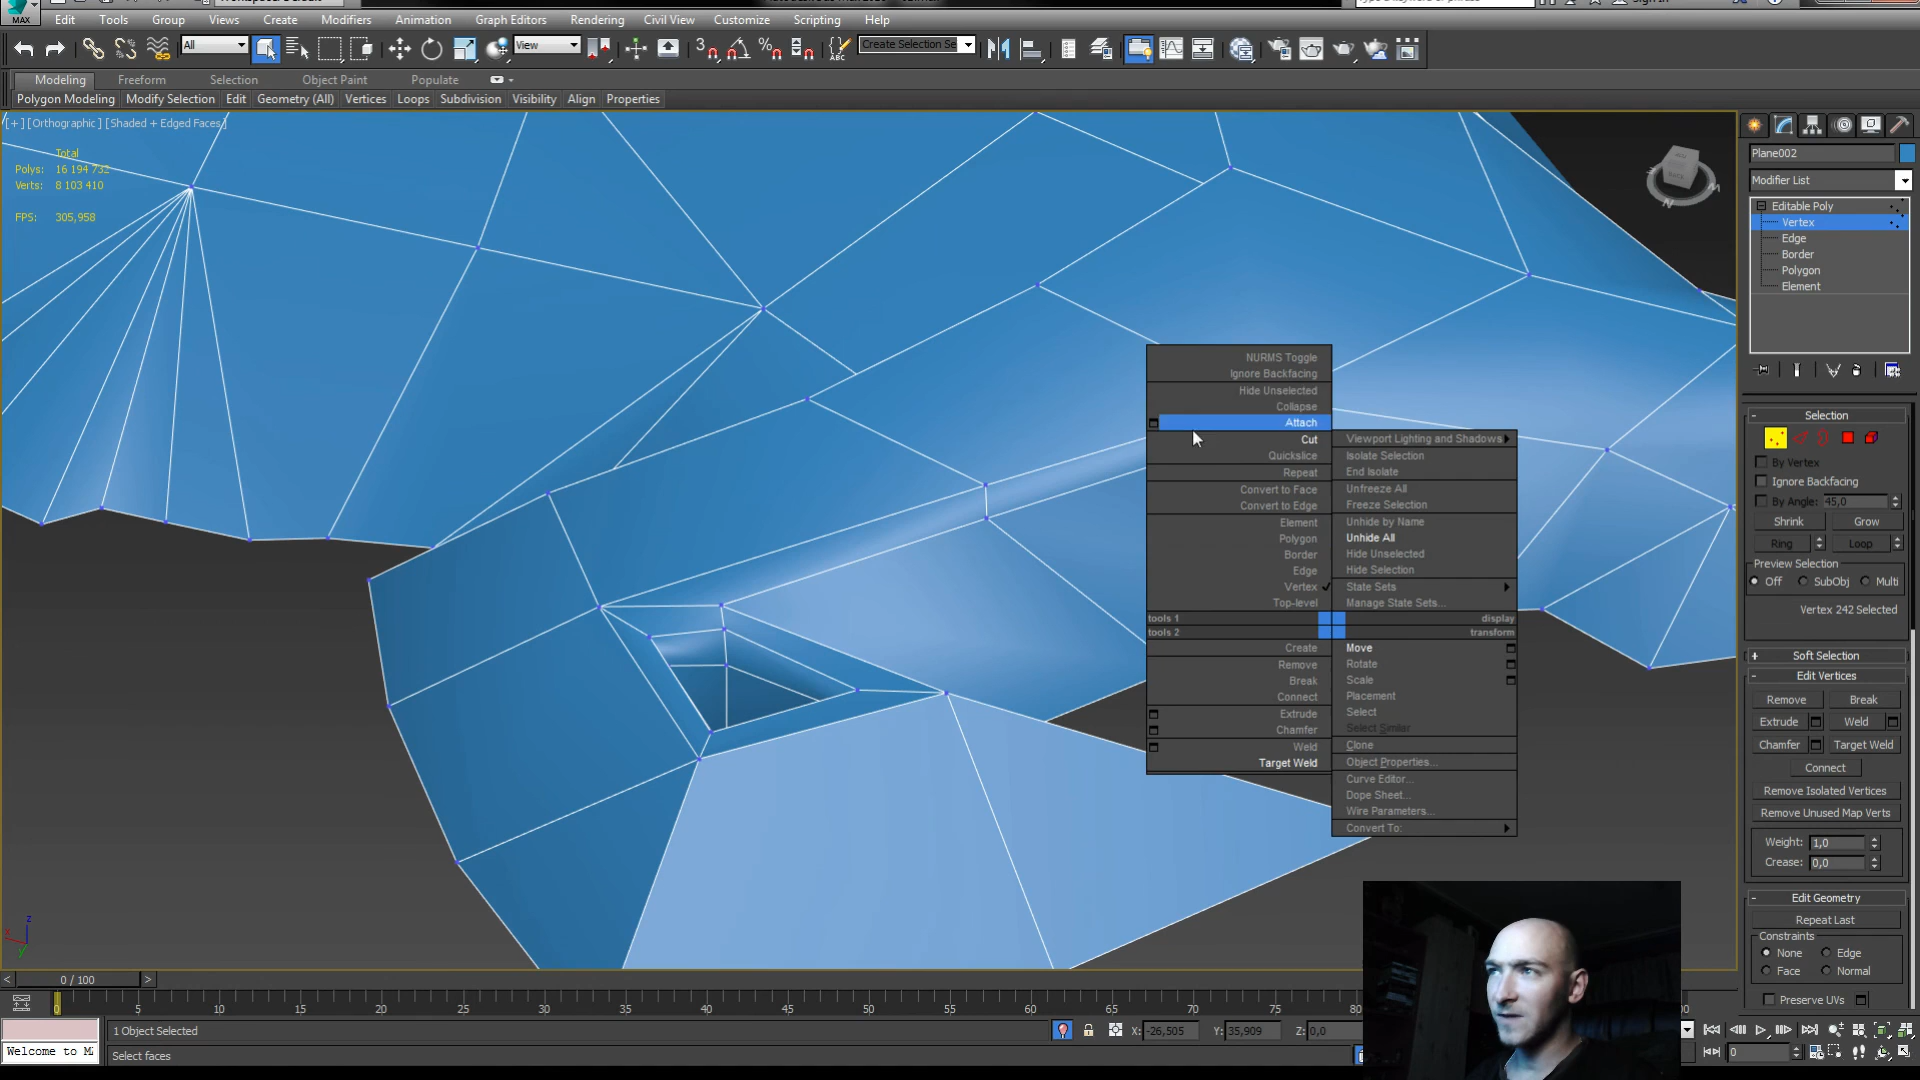 MAX
Edit Tools Group Views Create Modifiers Animation Graph Editors Rendering Civil View Customize Scripting Help
All View Create Selection Se
Modeling Freeform Selection Object Paint Populate
Polygon Modeling Modify Selection Edit Geometry (All) Vertices Loops Subdivision Visibility Align Properties
[+] [Orthographic] [Shaded + Edged Faces]
Total
Polys: 16 194 732
Verts: 8 103 410
FPS: 305,958
NURMS Toggle
Ignore Backfacing
Hide Unselected
Collapse
Attach
Cut
Quickslice
Repeat
Convert to Face
Convert to Edge
Element
Polygon
Border
Edge
Vertex
Top-level
tools 1
tools 2
Create
Remove
Break
Connect
Extrude
Chamfer
Weld
Target Weld
Viewport Lighting and Shadows
Isolate Selection
End Isolate
Unfreeze All
Freeze Selection
Unhide by Name
Unhide All
Hide Unselected
Hide Selection
State Sets
Manage State Sets...
display
transform
Move
Rotate
Scale
Placement
Select
Select Similar
Clone
Object Properties...
Curve Editor...
Dope Sheet...
Wire Parameters...
Convert To:
Plane002
Modifier List
Editable Poly
Vertex
Edge
Border
Polygon
Element
Selection
By Vertex
Ignore Backfacing
By Angle: 45,0
Shrink Grow
Ring Loop
Preview Selection
Off SubObj Multi
Vertex 242 Selected
Soft Selection
Edit Vertices
Remove Break
Extrude Weld
Chamfer Target Weld
Connect
Remove Isolated Vertices
Remove Unused Map Verts
Weight: 1,0
Crease: 0,0
Edit Geometry
Repeat Last
Constraints
None Edge
Face Normal
Preserve UVs
z
x
y
< 0 / 100 >
0 5 10 15 20 25 30 35 40 45 50 55 60 65 70 75 80
1 Object Selected X: -26,505 Y: 35,909 Z: 0,0
Welcome to M Select faces 0